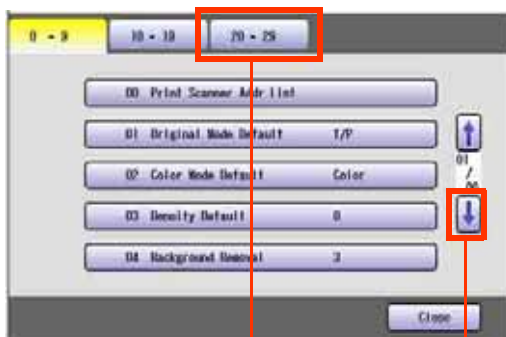 0 - 9 10 - 19 20 - 29
00 Print Scanner Addr list
01 Original Mode Default T/P
02 Color Mode Default Color
03 Density Default 0
04 Background Removal 3
01
/
Close